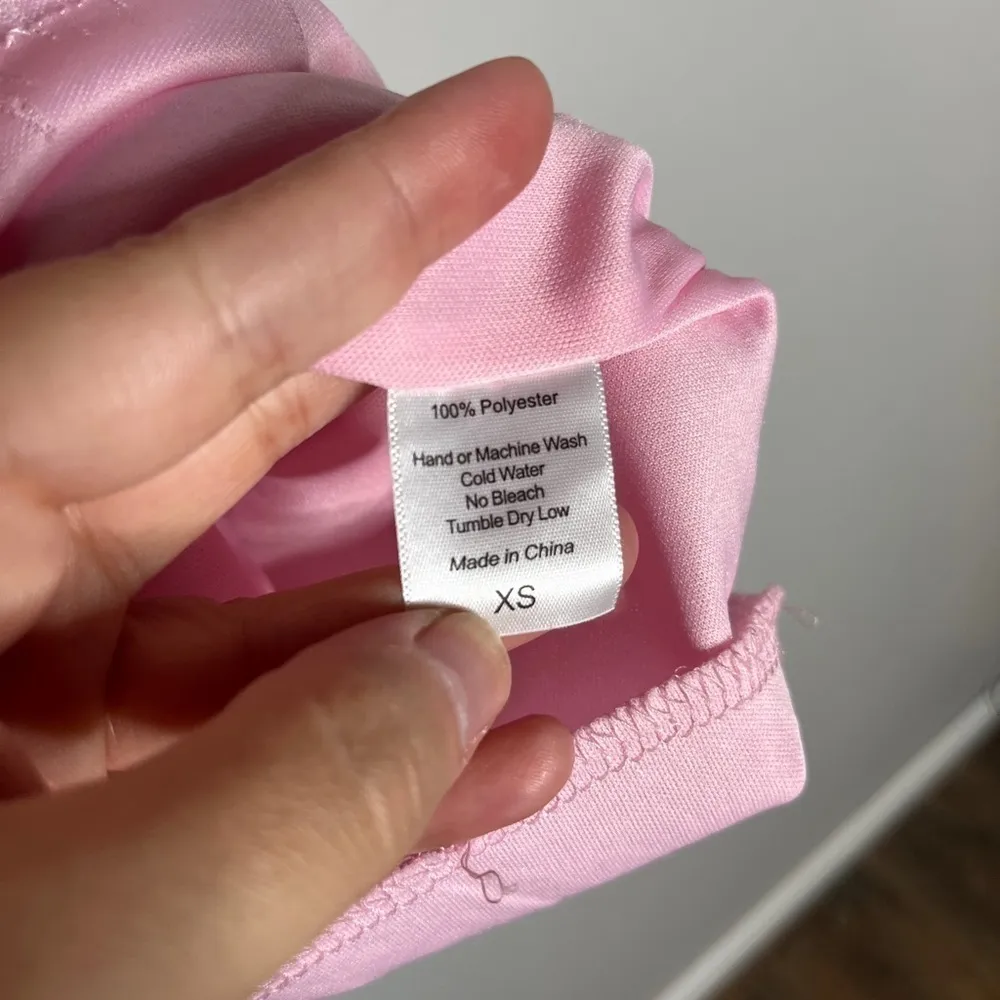 100% Polyester
Hand or Machine Wash
Cold Water
No Bleach
Tumble Dry Low
Made in China
XS